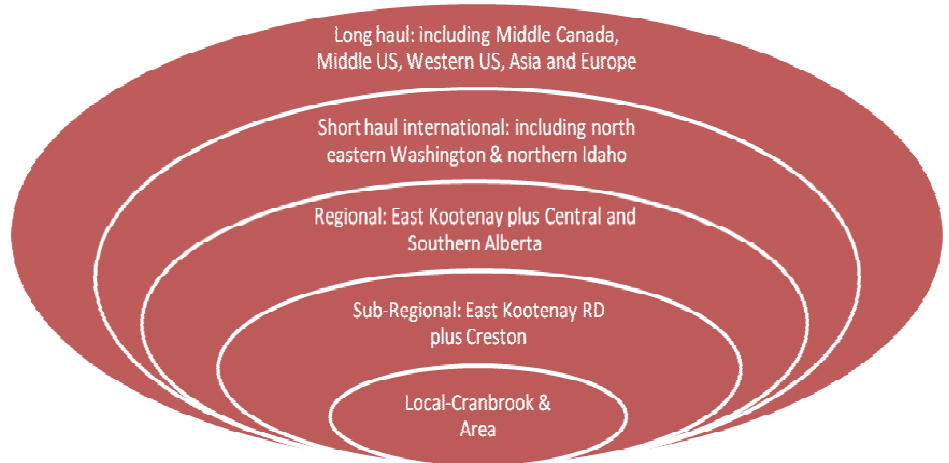 Long haul: including Middle Canada,
Middle US, Western US, Asia and Europe
Short haul international: including north
eastern Washington & northern Idaho
Regional: East Kootenay plus Central and
Southern Alberta
Sub-Regional: East Kootenay RD
plus Creston
Local-Cranbrook &
Area